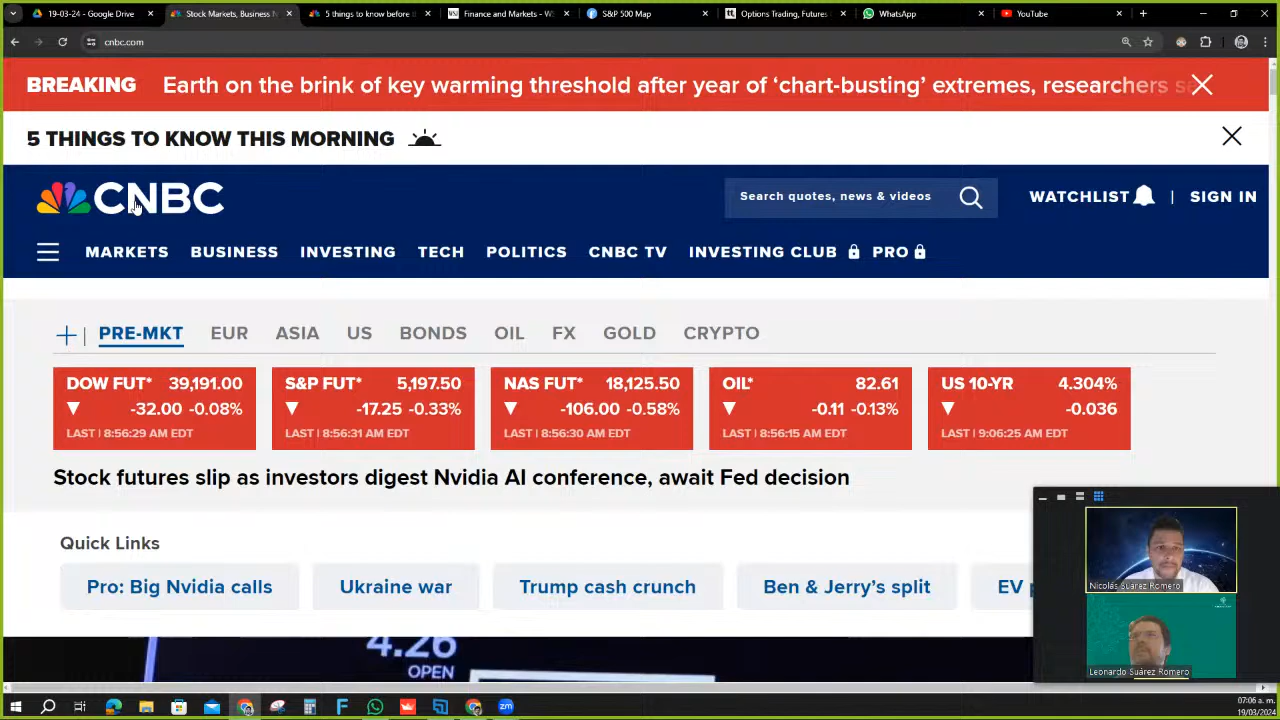 19-03-24 - Google Drive
Stock Markets, Business N
5 things to know before t
Finance and Markets - W
S&P 500 Map
Options Trading, Futures
WhatsApp
YouTube
cnbc.com
BREAKING Earth on the brink of key warming threshold after year of ‘chart-busting’ extremes, researchers
5 THINGS TO KNOW THIS MORNING
CNBC
Search quotes, news & videos
WATCHLIST | SIGN IN
MARKETS BUSINESS INVESTING TECH POLITICS CNBC TV INVESTING CLUB PRO
PRE-MKT EUR ASIA US BONDS OIL FX GOLD CRYPTO
DOW FUT* 39,191.00
-32.00 -0.08%
LAST | 8:56:29 AM EDT
S&P FUT* 5,197.50
-17.25 -0.33%
LAST | 8:56:31 AM EDT
NAS FUT* 18,125.50
-106.00 -0.58%
LAST | 8:56:30 AM EDT
OIL* 82.61
-0.11 -0.13%
LAST | 8:56:15 AM EDT
US 10-YR 4.304%
-0.036
LAST | 9:06:25 AM EDT
Stock futures slip as investors digest Nvidia AI conference, await Fed decision
Quick Links
Pro: Big Nvidia calls
Ukraine war
Trump cash crunch
Ben & Jerry’s split
EV
4.26
OPEN
Nicolás Suárez Romero
Leonardo Suárez Romero
07:06 a. m.
19/03/2024